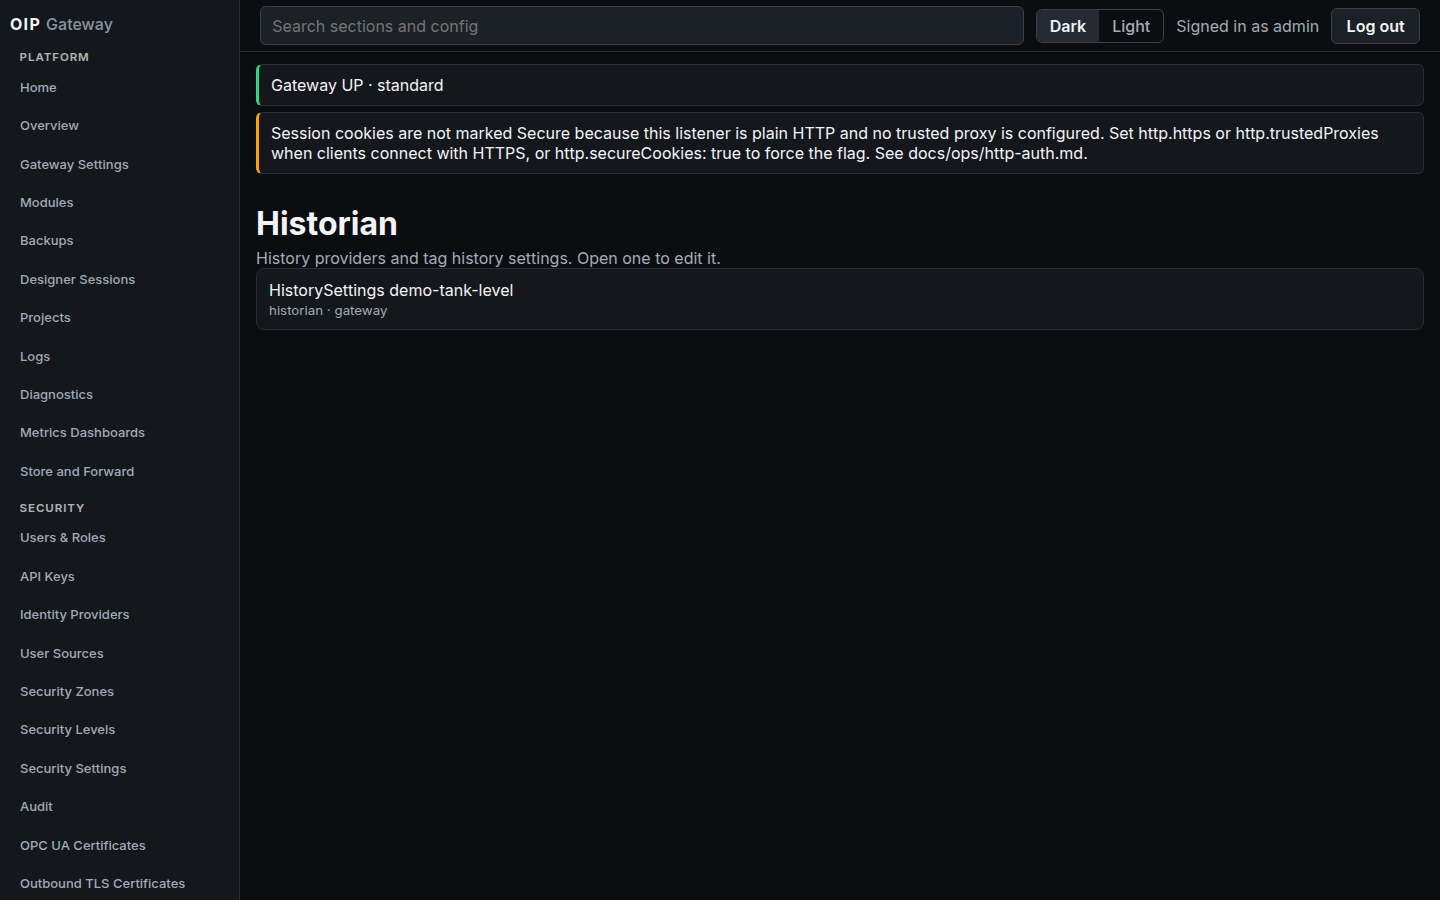 OIP Gateway
PLATFORM
Home
Overview
Gateway Settings
Modules
Backups
Designer Sessions
Projects
Logs
Diagnostics
Metrics Dashboards
Store and Forward
SECURITY
Users & Roles
API Keys
Identity Providers
User Sources
Security Zones
Security Levels
Security Settings
Audit
OPC UA Certificates
Outbound TLS Certificates
Search sections and config
Dark Light Signed in as admin Log out
Gateway UP · standard
Session cookies are not marked Secure because this listener is plain HTTP and no trusted proxy is configured. Set http.https or http.trustedProxies
when clients connect with HTTPS, or http.secureCookies: true to force the flag. See docs/ops/http-auth.md.
Historian
History providers and tag history settings. Open one to edit it.
HistorySettings demo-tank-level
historian · gateway